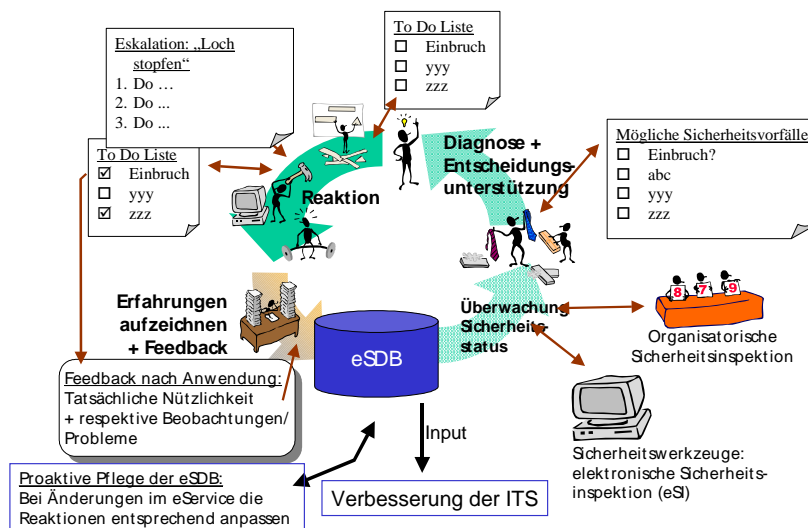 Eskalation: „Loch
stopfen“
1. Do …
2. Do ...
3. Do ...
To Do Liste
Einbruch
yyy
zzz
To Do Liste
Einbruch
yyy
zzz
Mögliche Sicherheitsvorfälle
Einbruch?
abc
yyy
zzz
Diagnose +
Entscheidungs-
unterstützung
Reaktion
Erfahrungen
aufzeichnen
+ Feedback
eSDB
Überwachung
Sicherheits-
status
8 7 9
Organisatorische
Sicherheitsinspektion
Sicherheitswerkzeuge:
elektronische Sicherheits-
inspektion (eSI)
Feedback nach Anwendung:
Tatsächliche Nützlichkeit
+ respektive Beobachtungen/
Probleme
Input
Proaktive Pflege der eSDB:
Bei Änderungen im eService die
Reaktionen entsprechend anpassen
Verbesserung der ITS